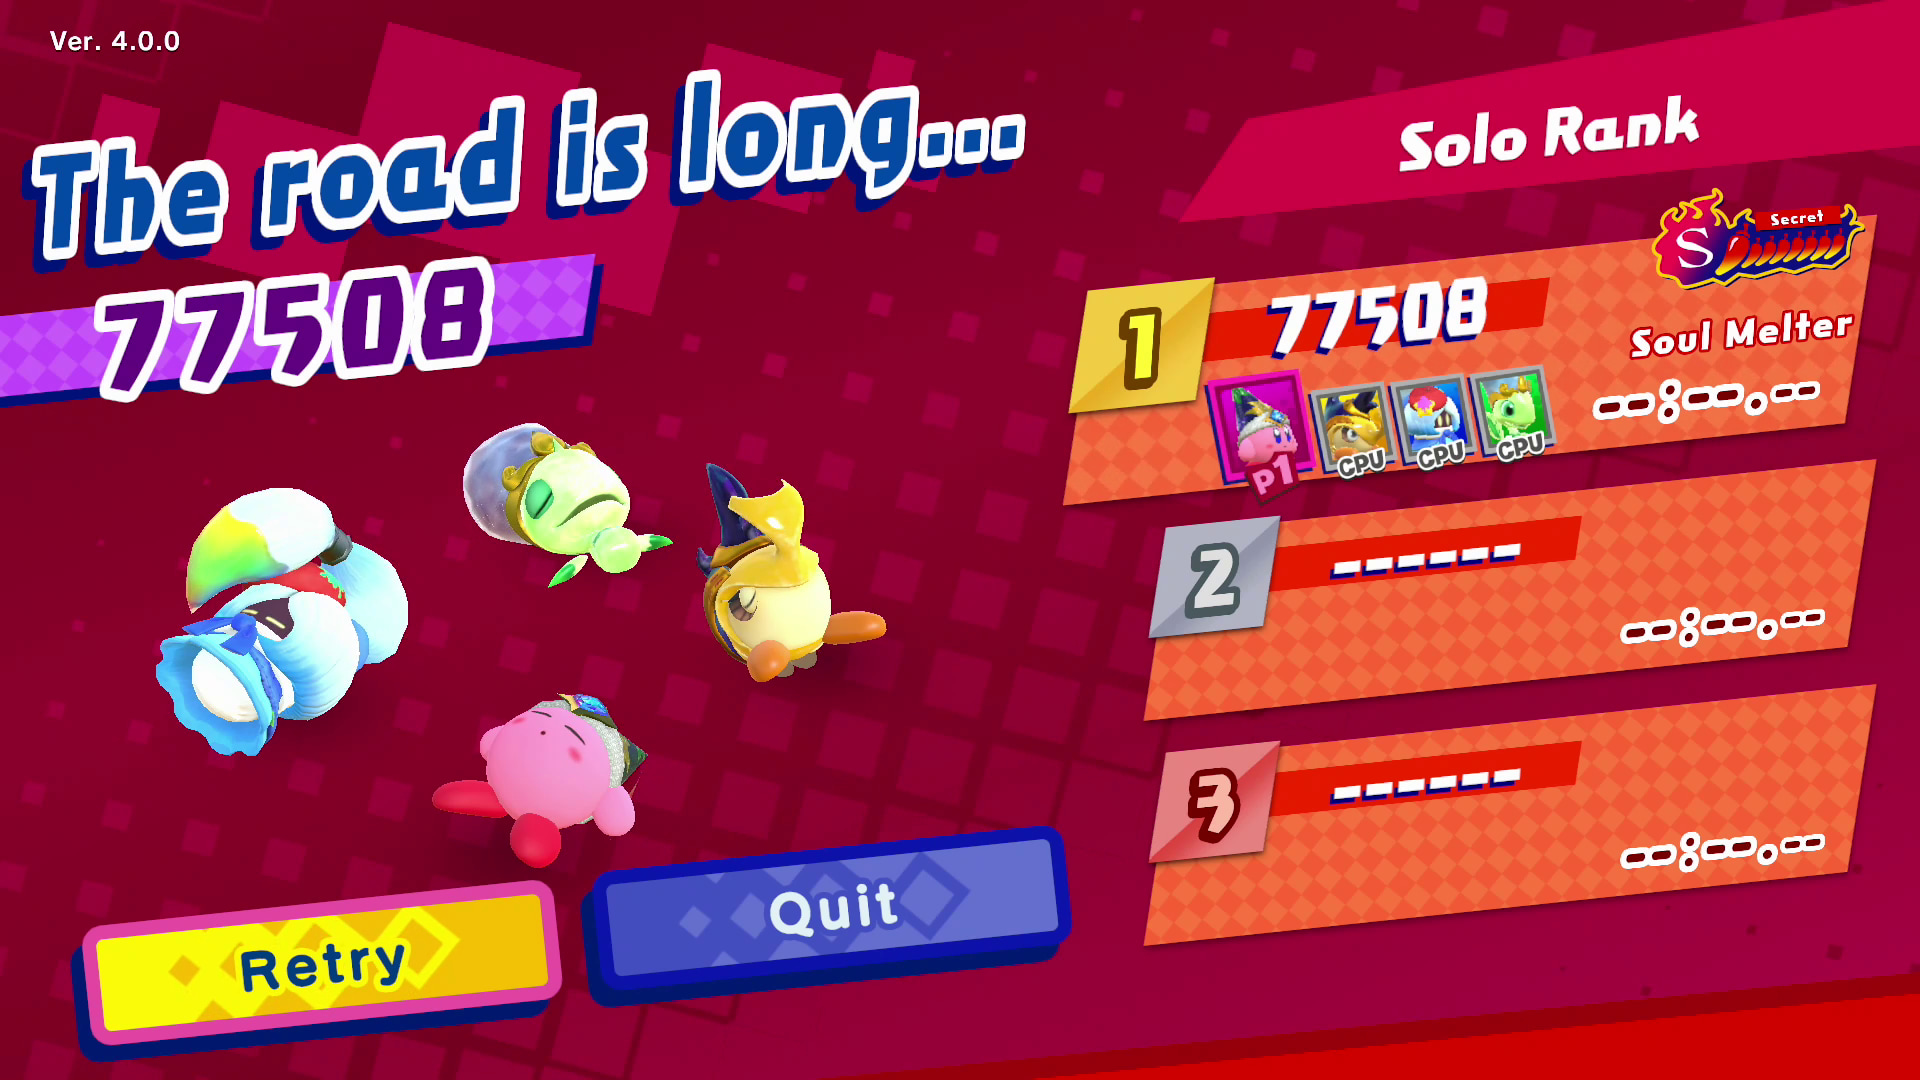 Ver. 4.0.0
The road is long...
77508
Retry
Quit
Solo Rank
Secret
S
1
77508
Soul Melter
P1
CPU
CPU
CPU
--:--.--
2
------
--:--.--
3
------
--:--.--